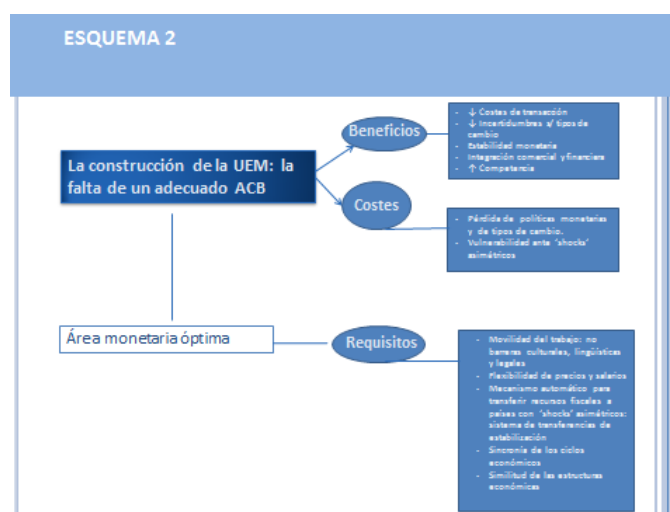 ESQUEMA 2
Beneficios
- ↓ Costes de transacción
- ↓ Incertidumbres s/ tipos de
cambio
- Estabilidad monetaria
- Integración comercial y financiera
- ↑ Competencia
La construcción de la UEM: la
falta de un adecuado ACB
Costes
- Pérdida de políticas monetarias
y de tipos de cambio.
- Vulnerabilidad ante 'shocks'
asimétricos
Área monetaria óptima
Requisitos
- Movilidad del trabajo: no
barreras culturales, lingüísticas
y legales
- Flexibilidad de precios y salarios
- Mecanismo automático para
transferir recursos fiscales a
países con 'shocks' asimétricos:
sistema de transferencias de
estabilización
- Sincronía de los ciclos
económicos
- Similitud de las estructuras
económicas